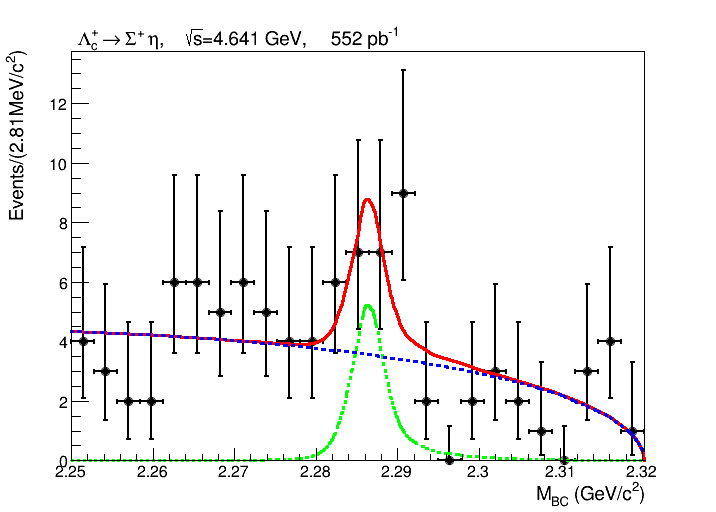 Λc+ → Σ+ η, √s=4.641 GeV, 552 pb-1
Events/(2.81MeV/c2)
12
10
8
6
4
2
0
2.25 2.26 2.27 2.28 2.29 2.3 2.31 2.32
MBC (GeV/c2)